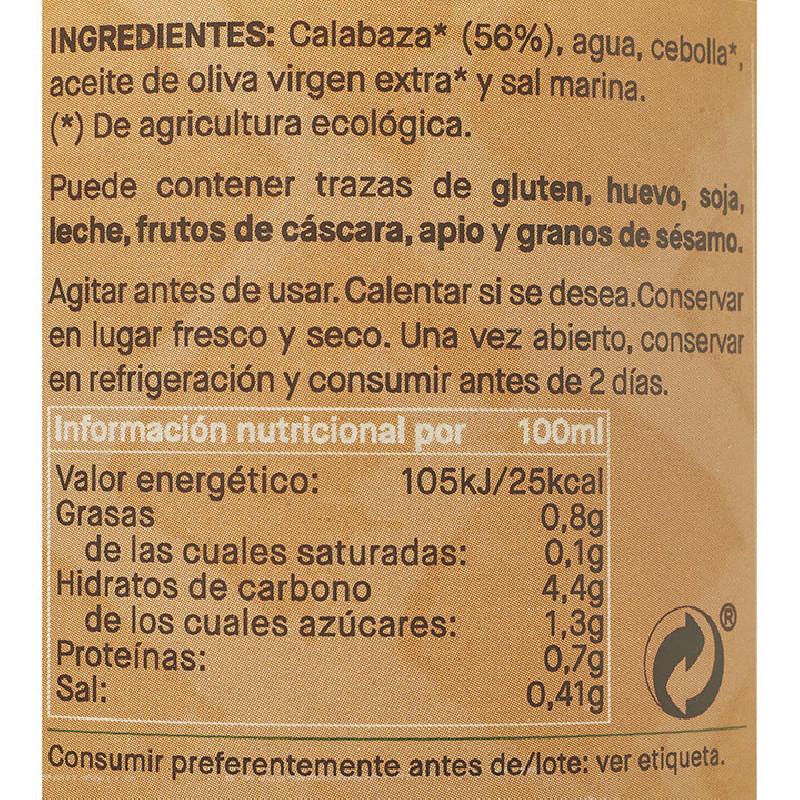 INGREDIENTES: Calabaza* (56%), agua, cebolla*,
aceite de oliva virgen extra* y sal marina.
(*) De agricultura ecológica.
Puede contener trazas de gluten, huevo, soja,
leche, frutos de cáscara, apio y granos de sésamo.
Agitar antes de usar. Calentar si se desea.Conservar
en lugar fresco y seco. Una vez abierto, conservar
en refrigeración y consumir antes de 2 días.
Información nutricional por 100ml
Valor energético: 105kJ/25kcal
Grasas 0,8g
de las cuales saturadas: 0,1g
Hidratos de carbono 4,4g
de los cuales azúcares: 1,3g
Proteínas: 0,7g
Sal: 0,41g
®
Consumir preferentemente antes de/lote: ver etiqueta.